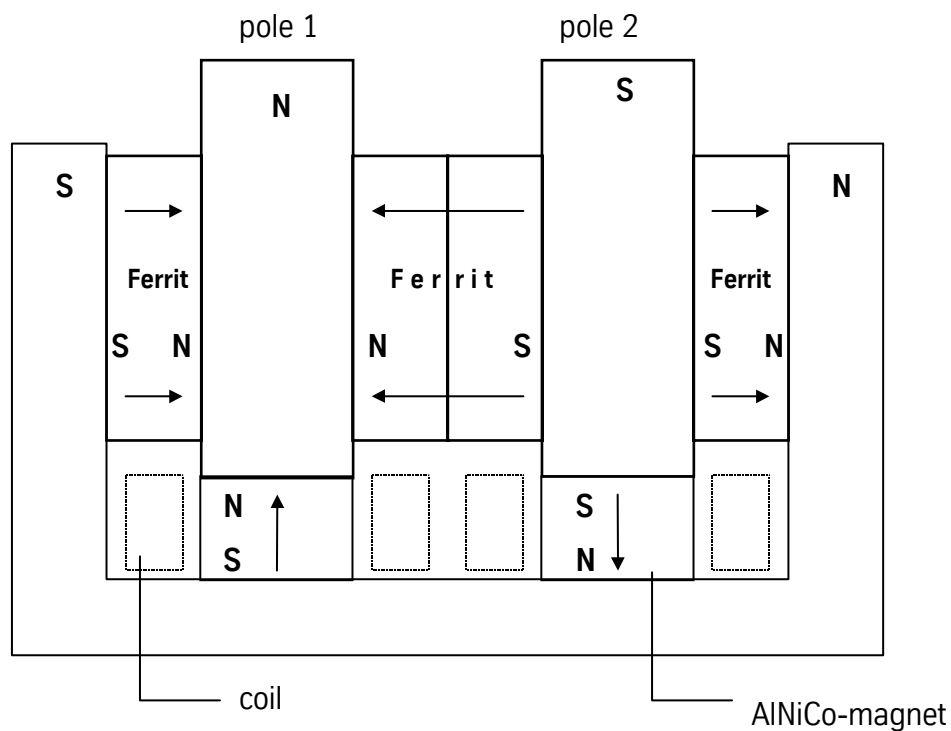 pole 1 pole 2
N S
S N
Ferrit Ferrit Ferrit
S N N S S N
N S
S N
coil
AlNiCo-magnet